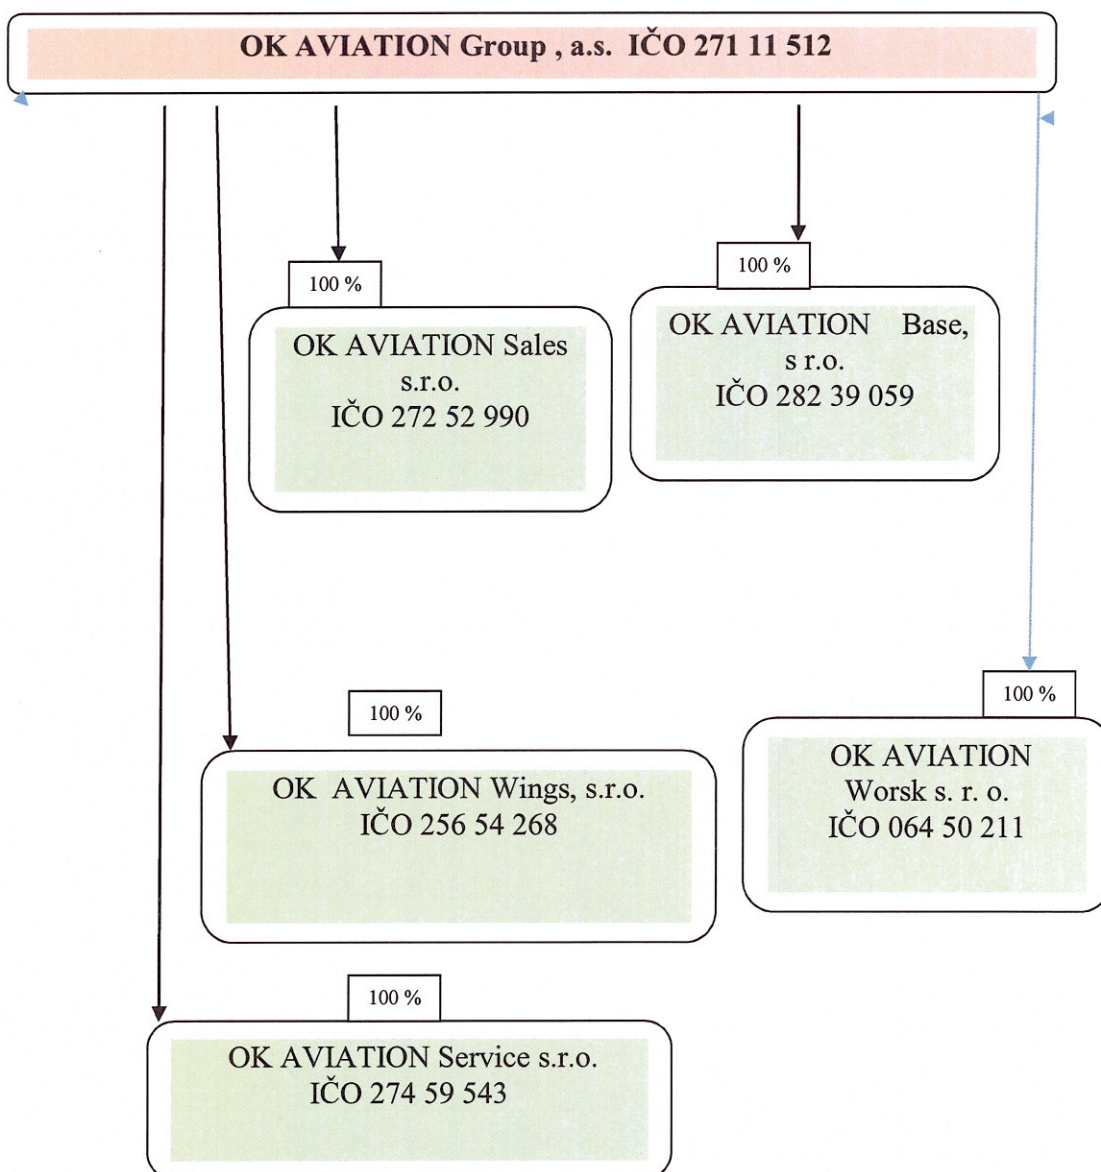 OK AVIATION Group , a.s. IČO 271 11 512
100 %
OK AVIATION Sales
s.r.o.
IČO 272 52 990
100 %
OK AVIATION Base,
s r.o.
IČO 282 39 059
100 %
OK AVIATION Wings, s.r.o.
IČO 256 54 268
100 %
OK AVIATION
Worsk s. r. o.
IČO 064 50 211
100 %
OK AVIATION Service s.r.o.
IČO 274 59 543